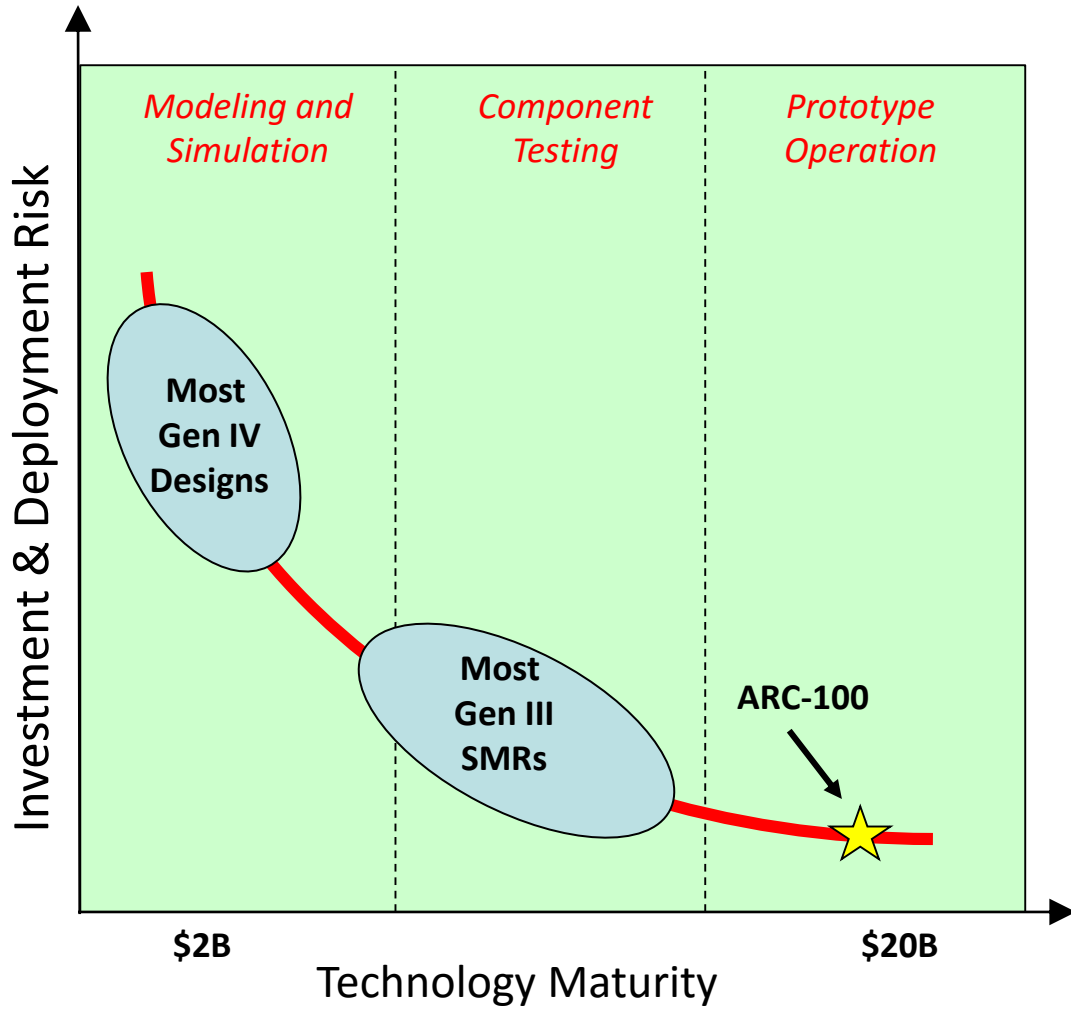 Modeling and
Simulation
Component
Testing
Prototype
Operation
Investment & Deployment Risk
Most
Gen IV
Designs
Most
Gen III
SMRs
ARC-100
$2B
$20B
Technology Maturity